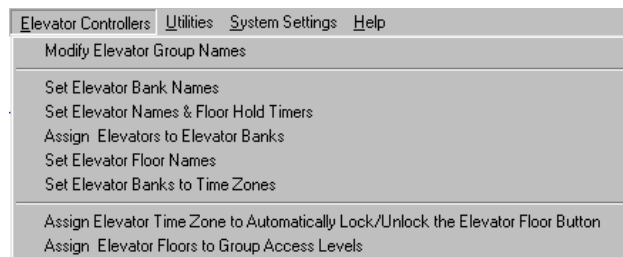 Elevator Controllers Utilities System Settings Help
Modify Elevator Group Names
Set Elevator Bank Names
Set Elevator Names & Floor Hold Timers
Assign Elevators to Elevator Banks
Set Elevator Floor Names
Set Elevator Banks to Time Zones
Assign Elevator Time Zone to Automatically Lock/Unlock the Elevator Floor Button
Assign Elevator Floors to Group Access Levels